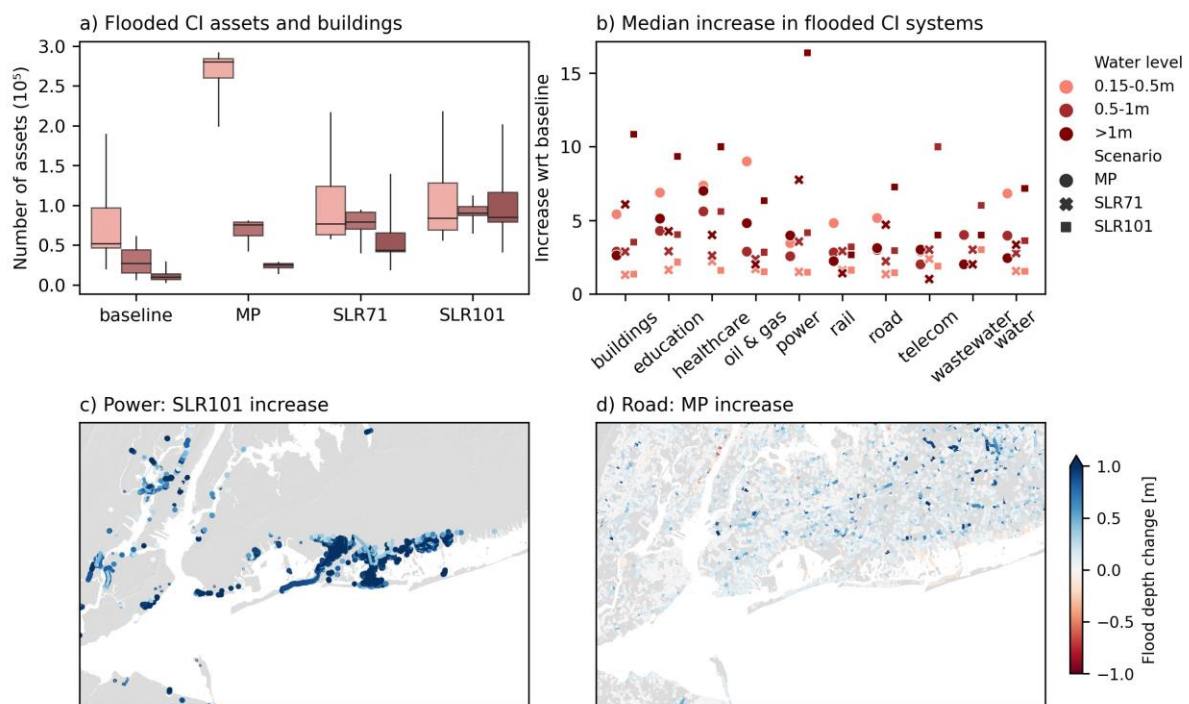 a) Flooded CI assets and buildings
Number of assets (10⁵)
3.0
2.5
2.0
1.5
1.0
0.5
0.0
baseline
MP
SLR71
SLR101
b) Median increase in flooded CI systems
Increase wrt baseline
15
10
5
0
buildings
education
healthcare
oil & gas
power
rail
road
telecom
wastewater
water
Water level
0.15-0.5m
0.5-1m
>1m
Scenario
MP
SLR71
SLR101
c) Power: SLR101 increase
d) Road: MP increase
1.0
0.5
0.0
−0.5
−1.0
Flood depth change [m]